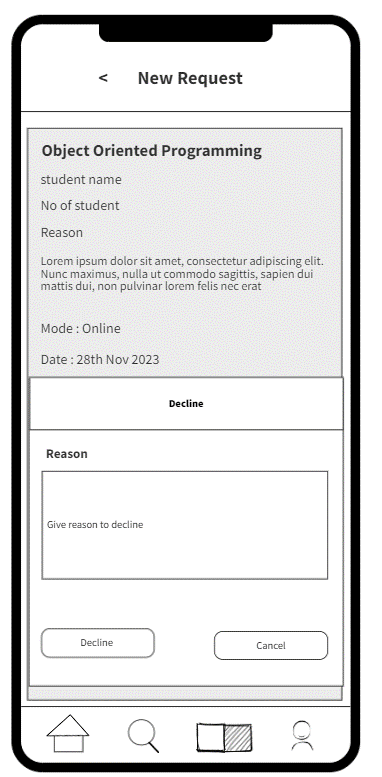 < New Request
Object Oriented Programming
student name
No of student
Reason
Lorem ipsum dolor sit amet, consectetur adipiscing elit.
Nunc maximus, nulla ut commodo sagittis, sapien dui
mattis dui, non pulvinar lorem felis nec erat
Mode : Online
Date : 28th Nov 2023
Decline
Reason
Give reason to decline
Decline Cancel